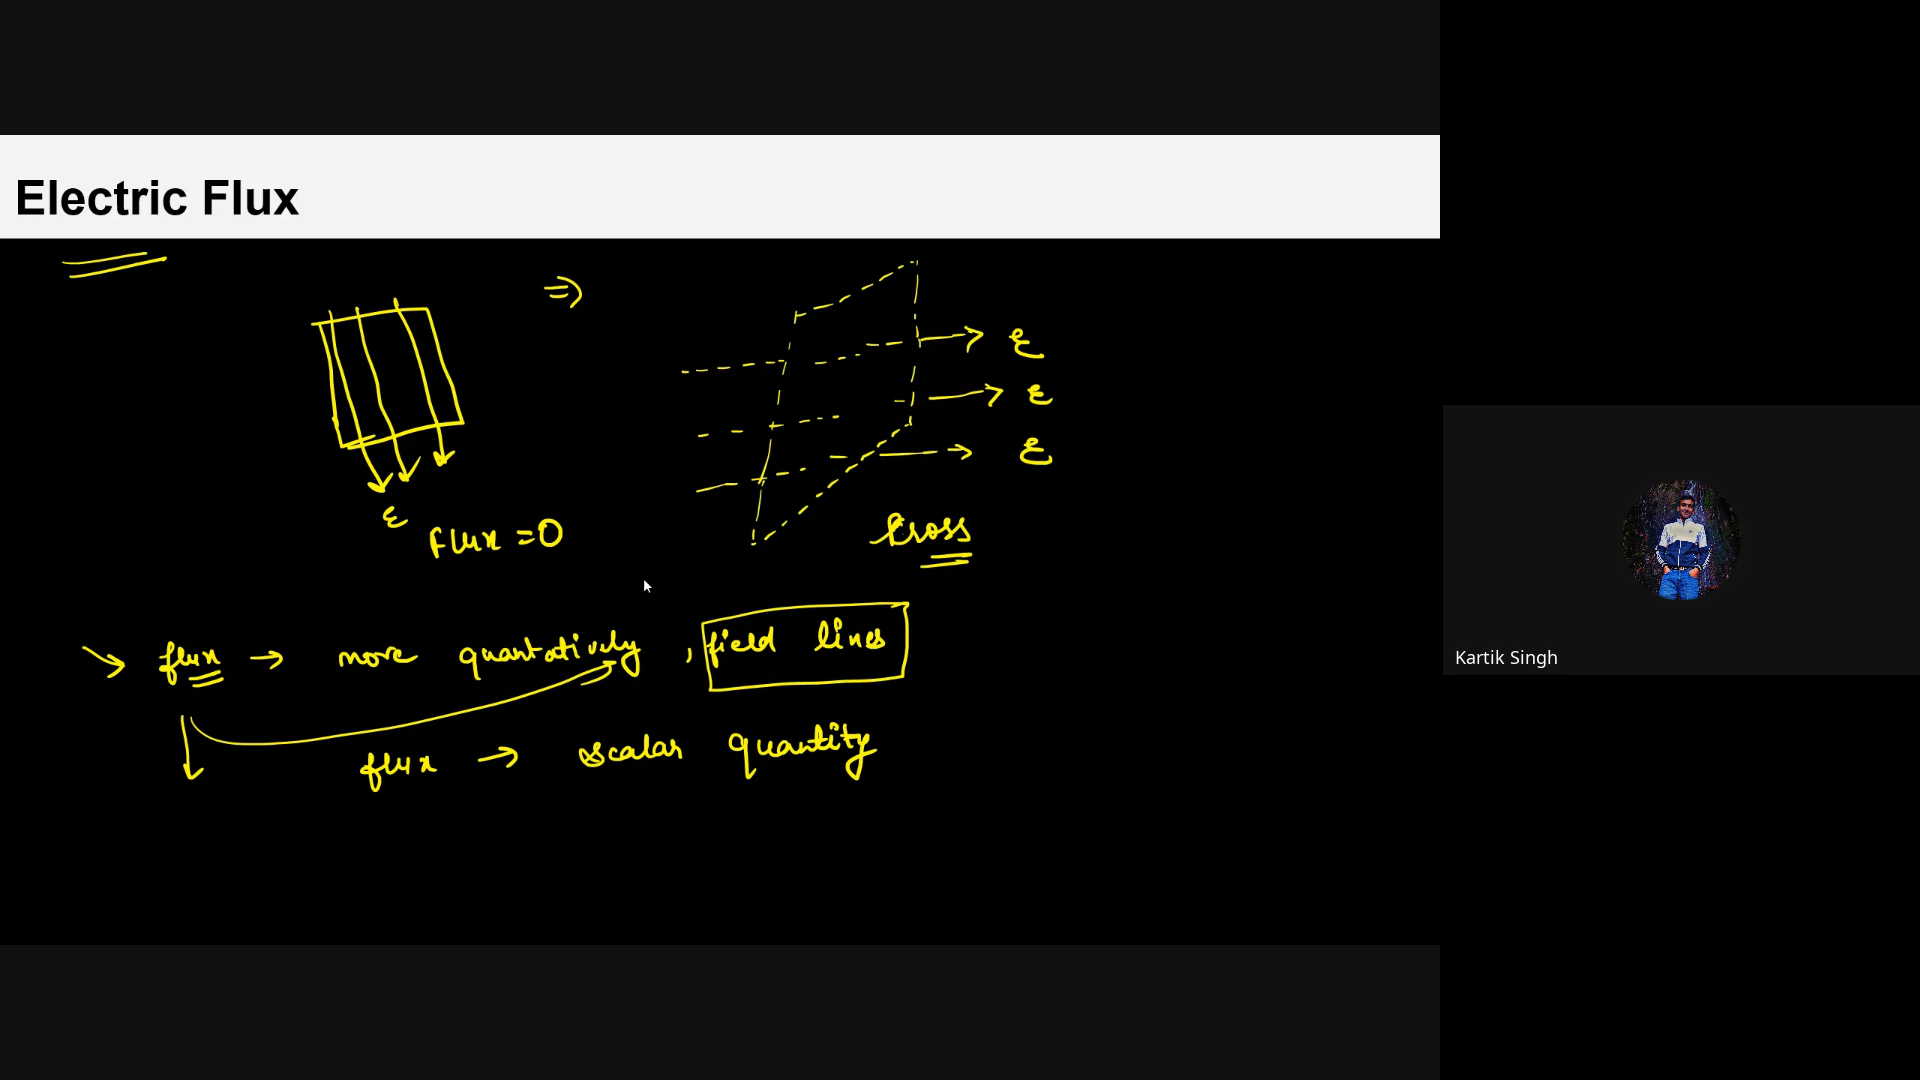 Electric Flux
⇒
ε
ε
ε
ε
flux = 0
Cross
flux → more quantatively, field lines
flux → scalar quantity
Kartik Singh